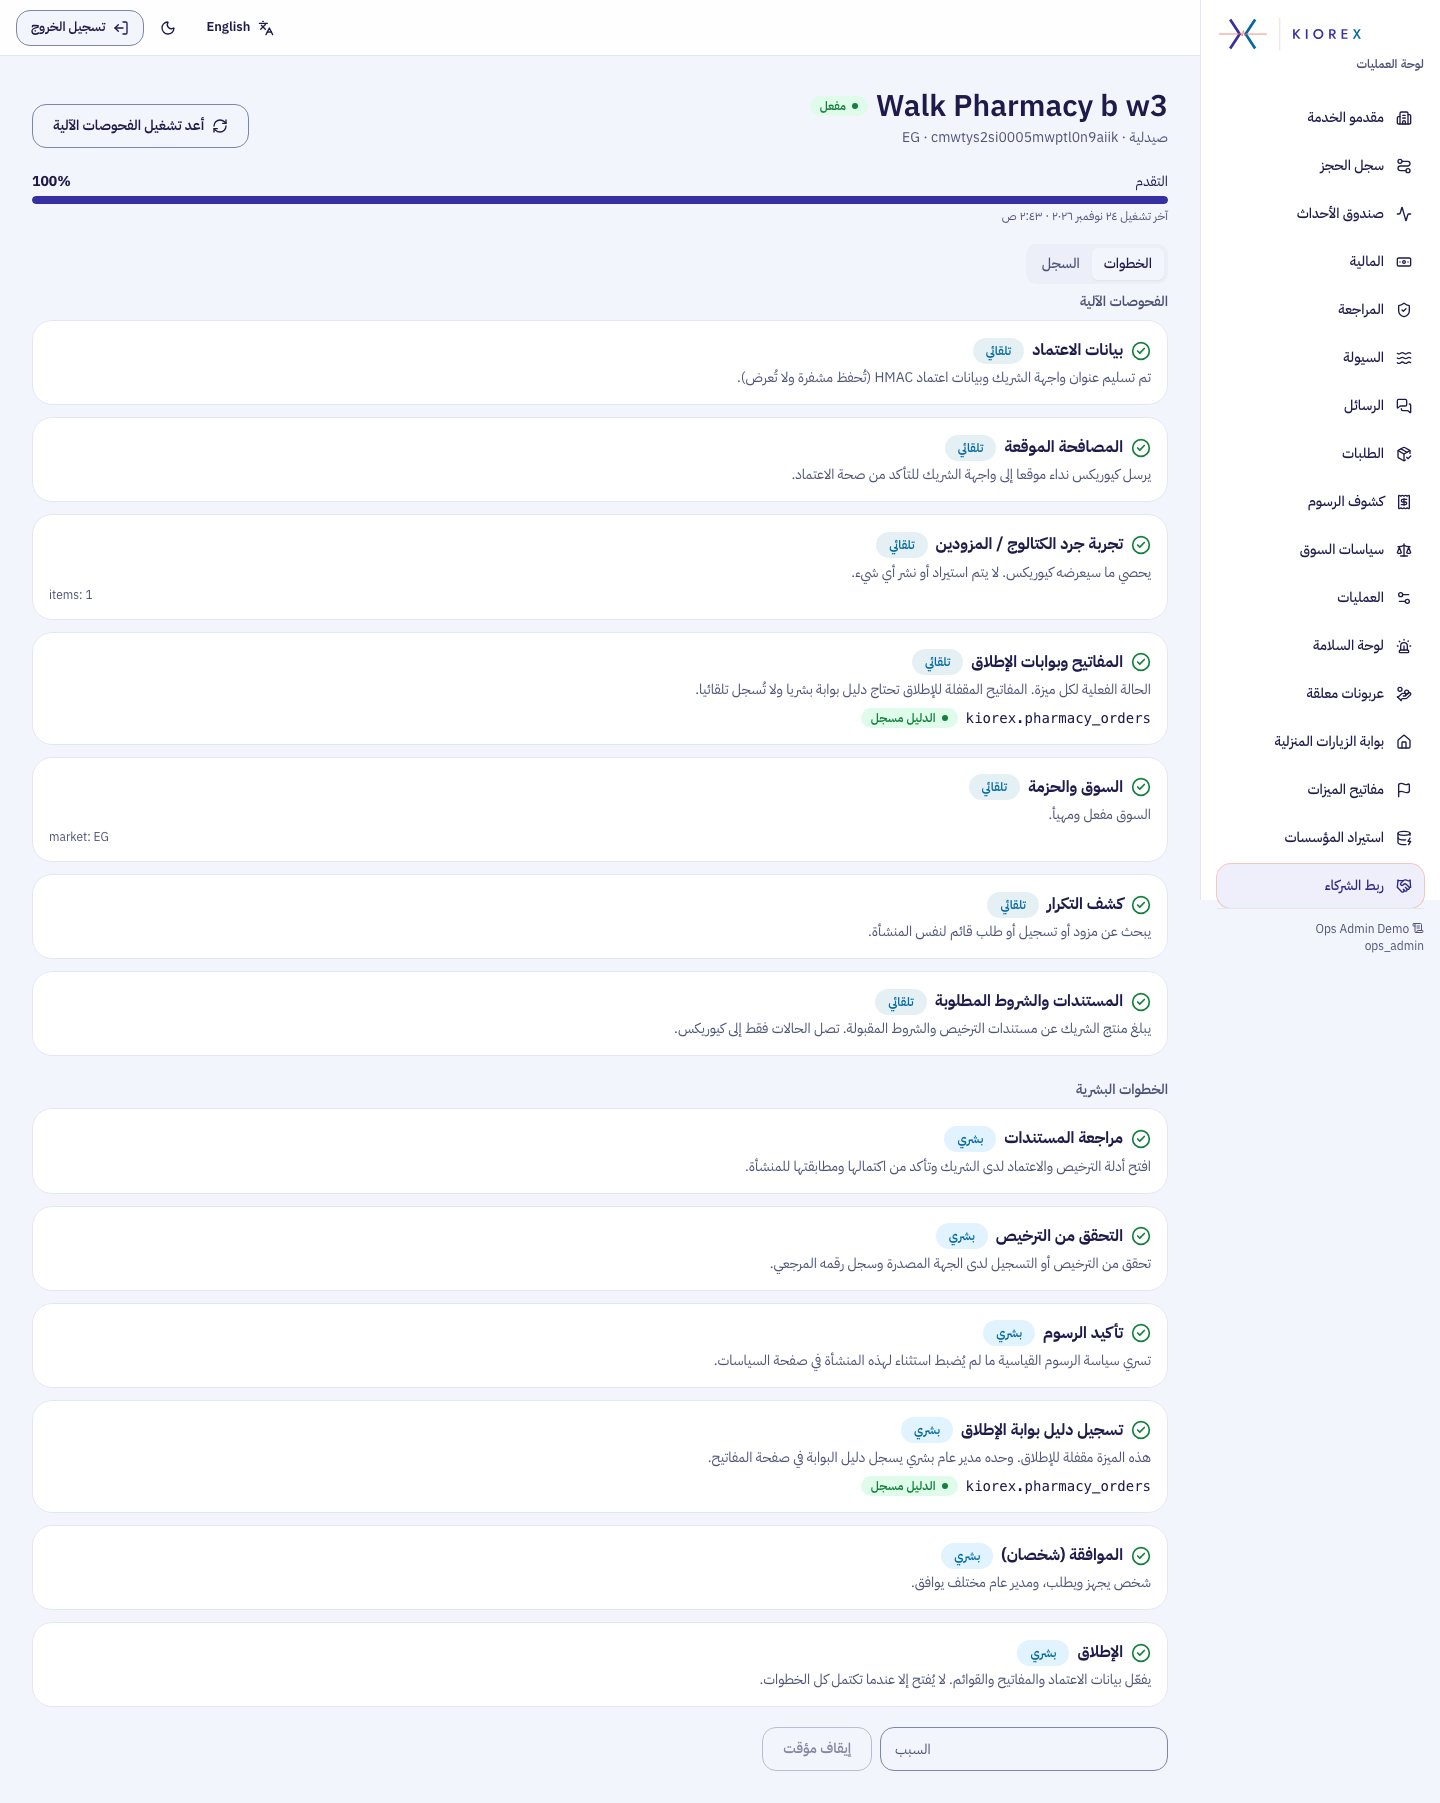 KIOREX
لوحة العمليات
مقدمو الخدمة
سجل الحجز
صندوق الأحداث
المالية
المراجعة
السيولة
الرسائل
الطلبات
كشوف الرسوم
سياسات السوق
العمليات
لوحة السلامة
عربونات معلقة
بوابة الزيارات المنزلية
مفاتيح الميزات
استيراد المؤسسات
ربط الشركاء
Ops Admin Demo
ops_admin
English
تسجيل الخروج
Walk Pharmacy b w3 مفعل
صيدلية · EG · cmwtys2si0005mwptl0n9aiik
أعد تشغيل الفحوصات الآلية
التقدم 100%
آخر تشغيل ٢٤ نوفمبر ٢٠٢٦ · ٢:٤٣ ص
الخطوات السجل
الفحوصات الآلية
بيانات الاعتماد تلقائي
تم تسليم عنوان واجهة الشريك وبيانات اعتماد HMAC (تُحفظ مشفرة ولا تُعرض).
المصافحة الموقعة تلقائي
يرسل كيوريكس نداء موقعا إلى واجهة الشريك للتأكد من صحة الاعتماد.
تجربة جرد الكتالوج / المزودين تلقائي
يحصي ما سيعرضه كيوريكس. لا يتم استيراد أو نشر أي شيء.
items: 1
المفاتيح وبوابات الإطلاق تلقائي
الحالة الفعلية لكل ميزة. المفاتيح المقفلة للإطلاق تحتاج دليل بوابة بشريا ولا تُسجل تلقائيا.
kiorex.pharmacy_orders الدليل مسجل
السوق والحزمة تلقائي
السوق مفعل ومهيأ.
market: EG
كشف التكرار تلقائي
يبحث عن مزود أو تسجيل أو طلب قائم لنفس المنشأة.
المستندات والشروط المطلوبة تلقائي
يبلغ منتج الشريك عن مستندات الترخيص والشروط المقبولة. تصل الحالات فقط إلى كيوريكس.
الخطوات البشرية
مراجعة المستندات بشري
افتح أدلة الترخيص والاعتماد لدى الشريك وتأكد من اكتمالها ومطابقتها للمنشأة.
التحقق من الترخيص بشري
تحقق من الترخيص أو التسجيل لدى الجهة المصدرة وسجل رقمه المرجعي.
تأكيد الرسوم بشري
تسري سياسة الرسوم القياسية ما لم يُضبط استثناء لهذه المنشأة في صفحة السياسات.
تسجيل دليل بوابة الإطلاق بشري
هذه الميزة مقفلة للإطلاق. وحده مدير عام بشري يسجل دليل البوابة في صفحة المفاتيح.
kiorex.pharmacy_orders الدليل مسجل
الموافقة (شخصان) بشري
شخص يجهز ويطلب، ومدير عام مختلف يوافق.
الإطلاق بشري
يفعّل بيانات الاعتماد والمفاتيح والقوائم. لا يُفتح إلا عندما تكتمل كل الخطوات.
السبب
إيقاف مؤقت